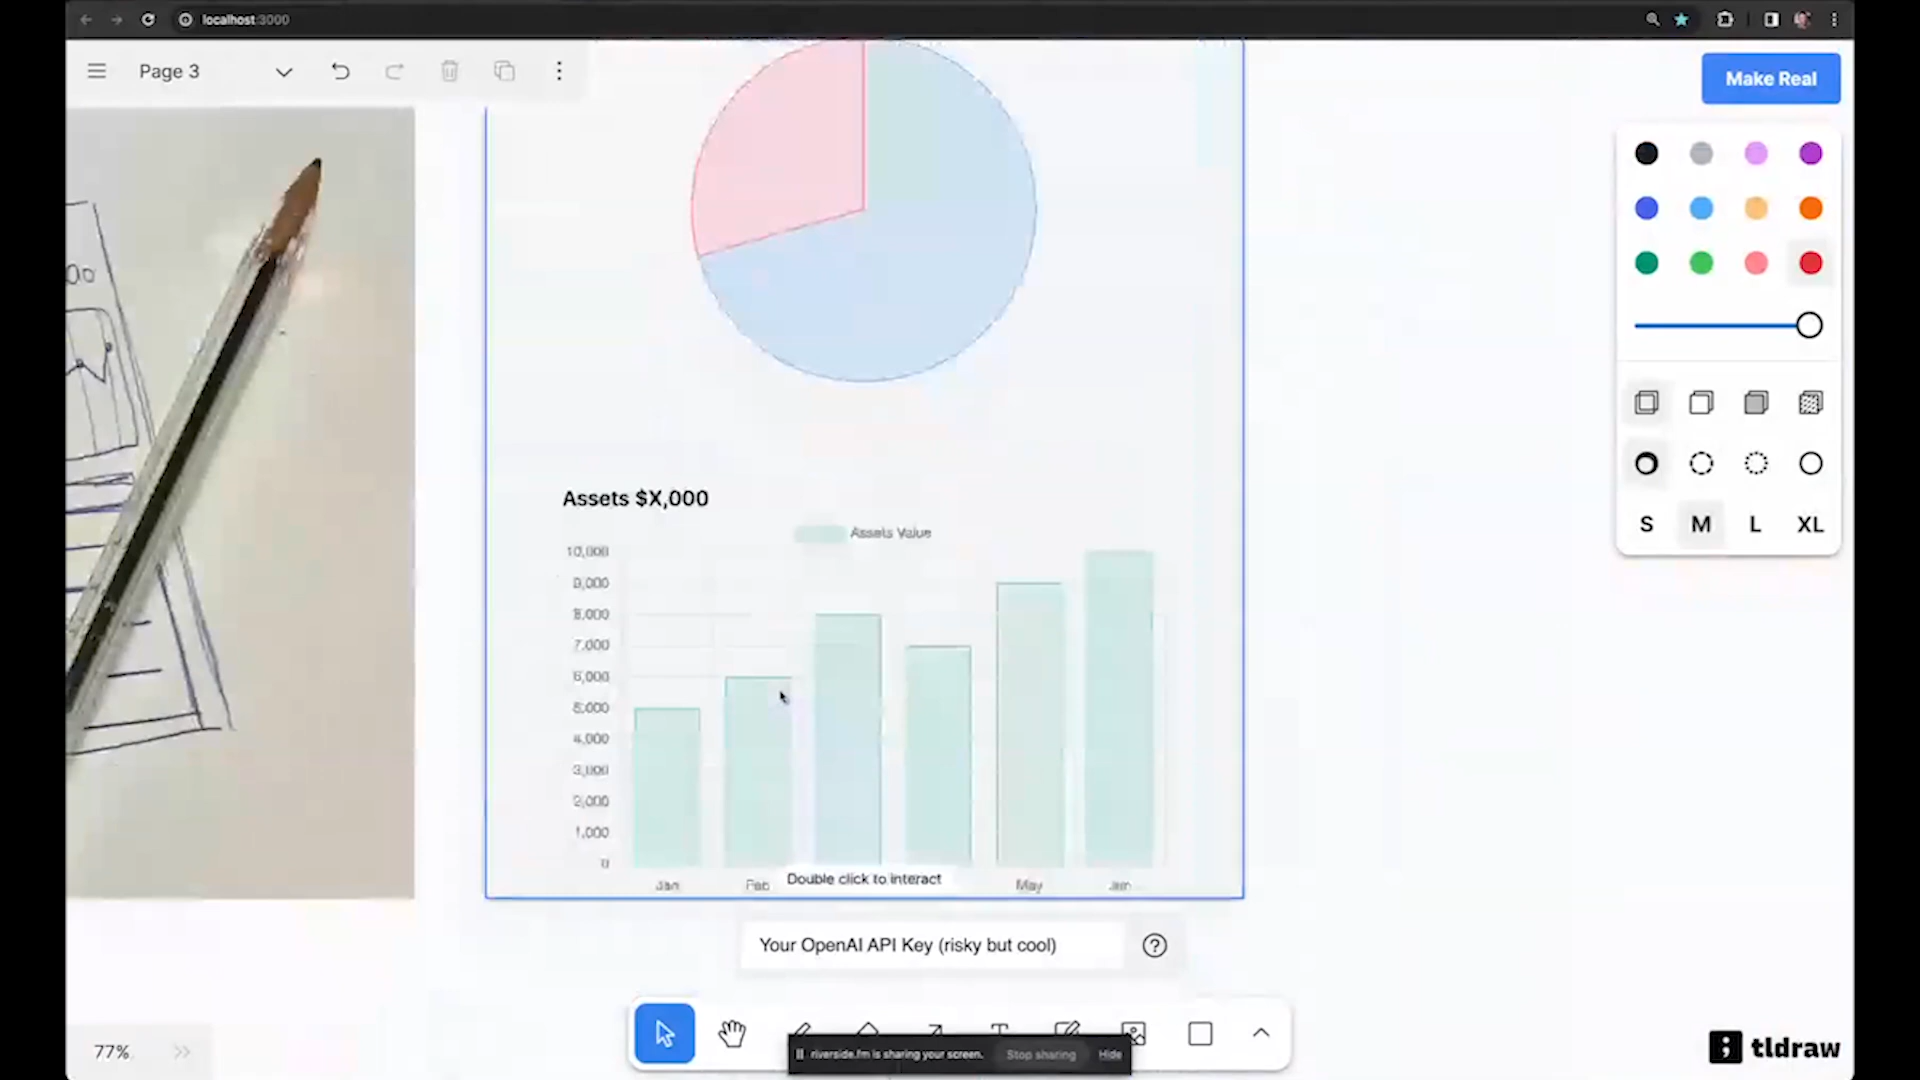 localhost:3000
Page 3
Make Real
Assets $X,000
Assets Value
10,000
9,000
8,000
7,000
6,000
5,000
4,000
3,000
2,000
1,000
0
Jan
Feb
Double click to interact
May
Jun
S
M
L
XL
Your OpenAI API Key (risky but cool)
riverside.fm is sharing your screen.
Stop sharing
Hide
77%
tldraw